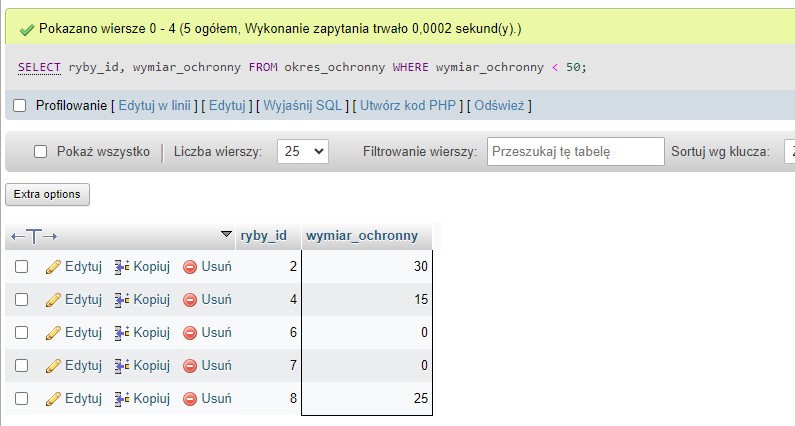 Pokazano wiersze 0 - 4 (5 ogółem, Wykonanie zapytania trwało 0,0002 sekund(y).)
SELECT ryby_id, wymiar_ochronny FROM okres_ochronny WHERE wymiar_ochronny < 50;
Profilowanie [ Edytuj w linii ] [ Edytuj ] [ Wyjaśnij SQL ] [ Utwórz kod PHP ] [ Odśwież ]
Pokaż wszystko | Liczba wierszy: 25 Filtrowanie wierszy: Przeszukaj tę tabelę Sortuj wg klucza:
Extra options
←T→ ryby_id wymiar_ochronny
Edytuj Kopiuj Usuń 2 30
Edytuj Kopiuj Usuń 4 15
Edytuj Kopiuj Usuń 6 0
Edytuj Kopiuj Usuń 7 0
Edytuj Kopiuj Usuń 8 25